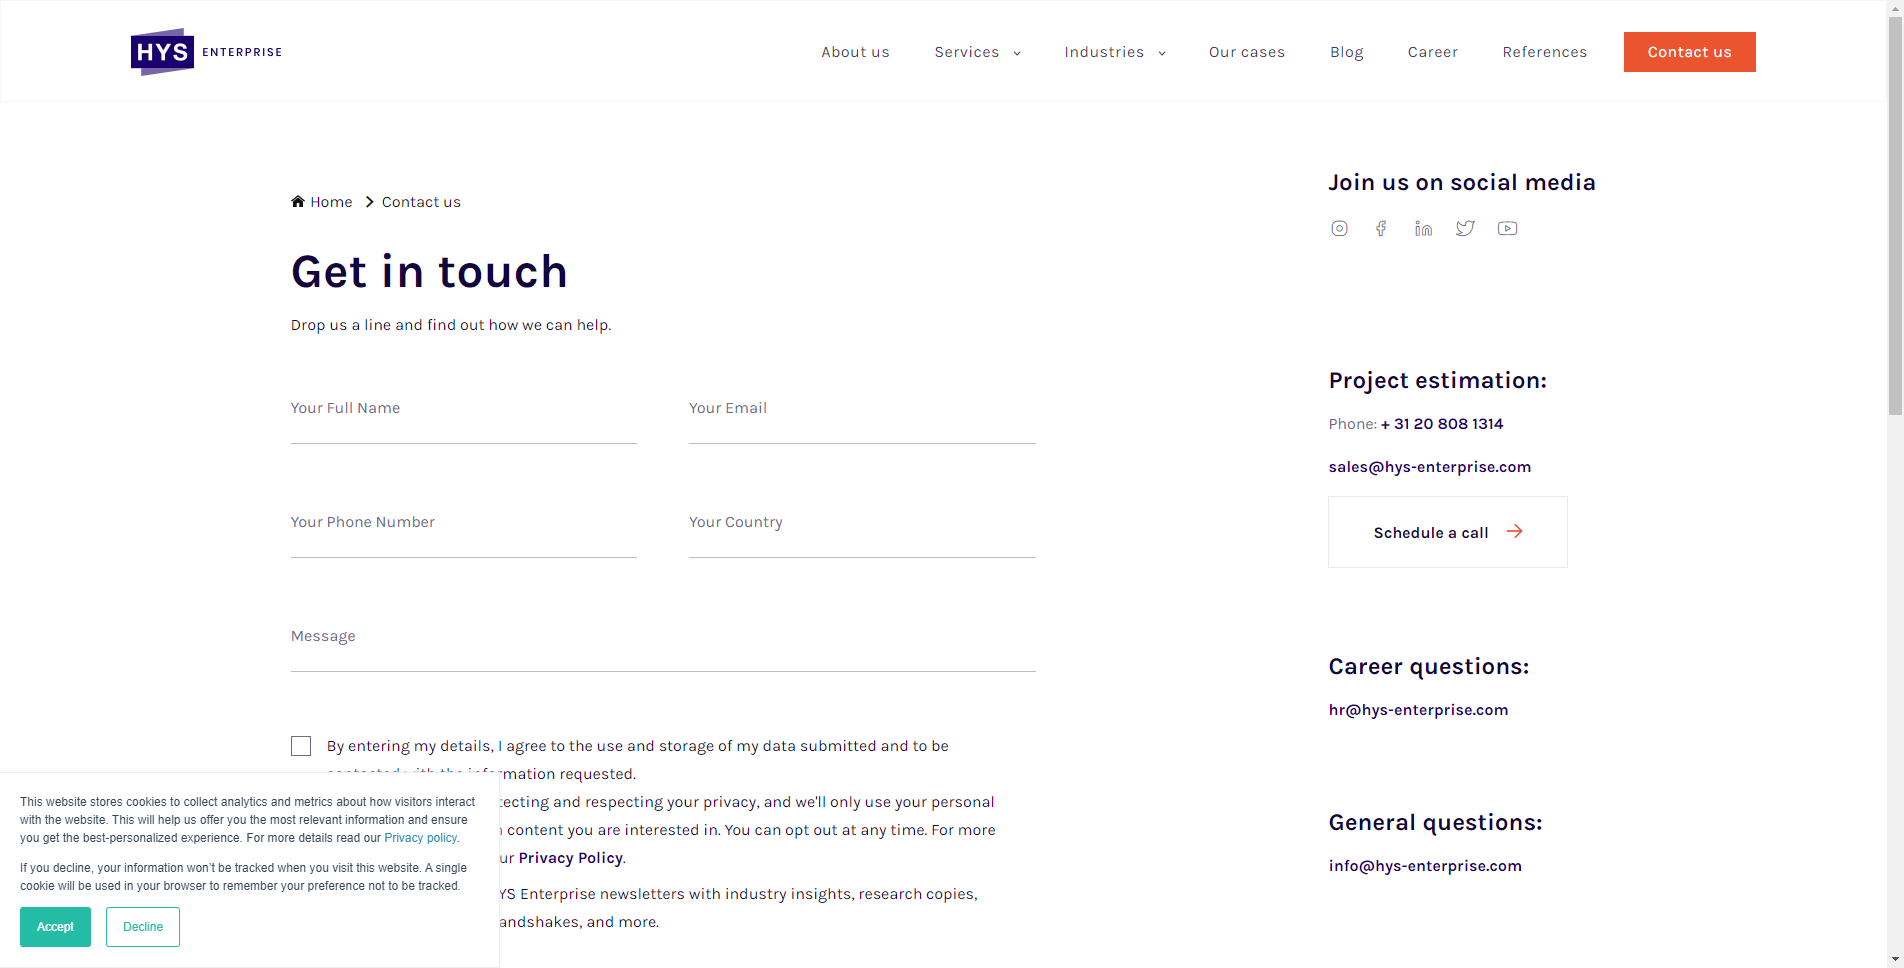 HYS ENTERPRISE
About us Services Industries Our cases Blog Career References Contact us
Home Contact us
Get in touch
Drop us a line and find out how we can help.
Your Full Name Your Email
Your Phone Number Your Country
Message
By entering my details, I agree to the use and storage of my data submitted and to be
information requested.
tecting and respecting your privacy, and we'll only use your personal
content you are interested in. You can opt out at any time. For more
ur Privacy Policy.
YS Enterprise newsletters with industry insights, research copies,
andshakes, and more.
Join us on social media
Project estimation:
Phone: + 31 20 808 1314
sales@hys-enterprise.com
Schedule a call
Career questions:
hr@hys-enterprise.com
General questions:
info@hys-enterprise.com
This website stores cookies to collect analytics and metrics about how visitors interact
with the website. This will help us offer you the most relevant information and ensure
you get the best-personalized experience. For more details read our Privacy policy.
If you decline, your information won't be tracked when you visit this website. A single
cookie will be used in your browser to remember your preference not to be tracked.
Accept Decline